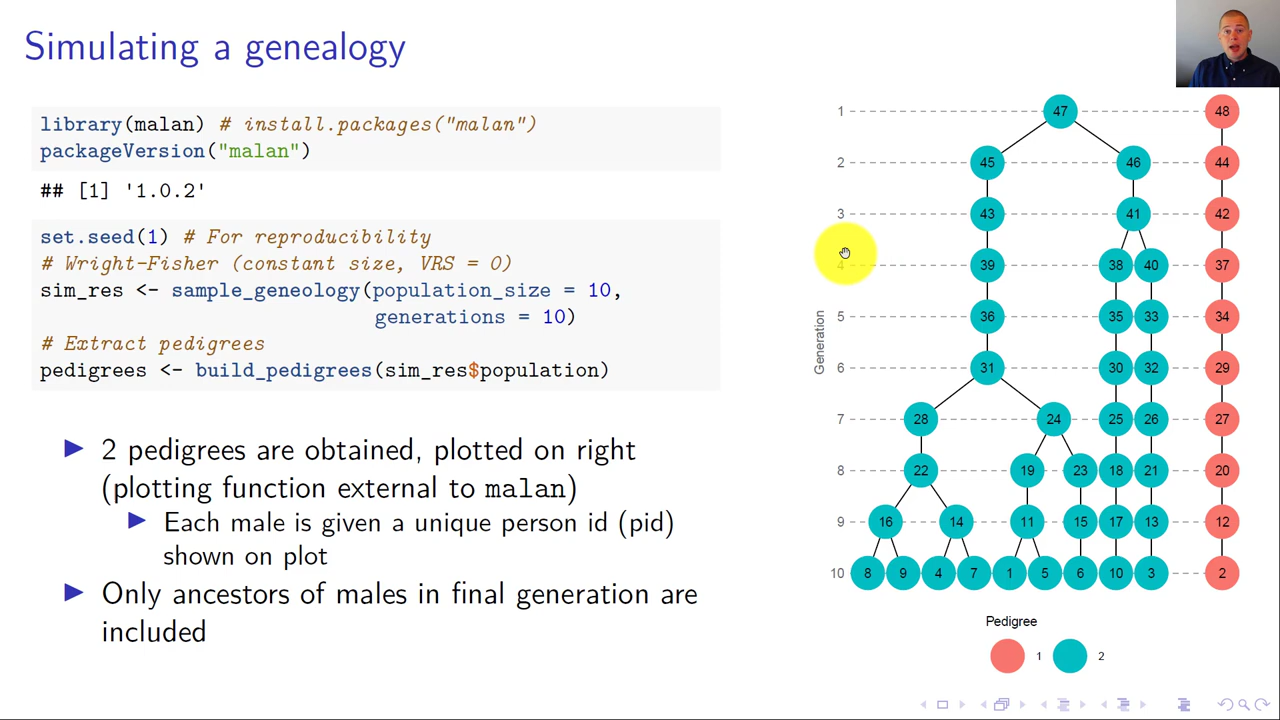 Simulating a genealogy
library(malan) # install.packages("malan")
packageVersion("malan")
## [1] '1.0.2'
set.seed(1) # For reproducibility
# Wright-Fisher (constant size, VRS = 0)
sim_res <- sample_geneology(population_size = 10,
generations = 10)
# Extract pedigrees
pedigrees <- build_pedigrees(sim_res$population)
2 pedigrees are obtained, plotted on right
(plotting function external to malan)
Each male is given a unique person id (pid)
shown on plot
Only ancestors of males in final generation are
included
Generation
1 47 48
2 45 46 44
3 43 41 42
4 39 38 40 37
5 36 35 33 34
6 31 30 32 29
7 28 24 25 26 27
8 22 19 23 18 21 20
9 16 14 11 15 17 13 12
10 8 9 4 7 1 5 6 10 3 2
Pedigree
1 2